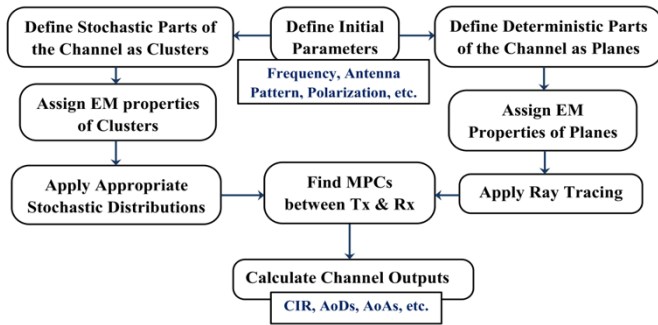 Define Stochastic Parts of
the Channel as Clusters
Define Initial
Parameters
Frequency, Antenna
Pattern, Polarization, etc.
Define Deterministic Parts
of the Channel as Planes
Assign EM properties
of Clusters
Assign EM
Properties of Planes
Apply Appropriate
Stochastic Distributions
Find MPCs
between Tx & Rx
Apply Ray Tracing
Calculate Channel Outputs
CIR, AoDs, AoAs, etc.